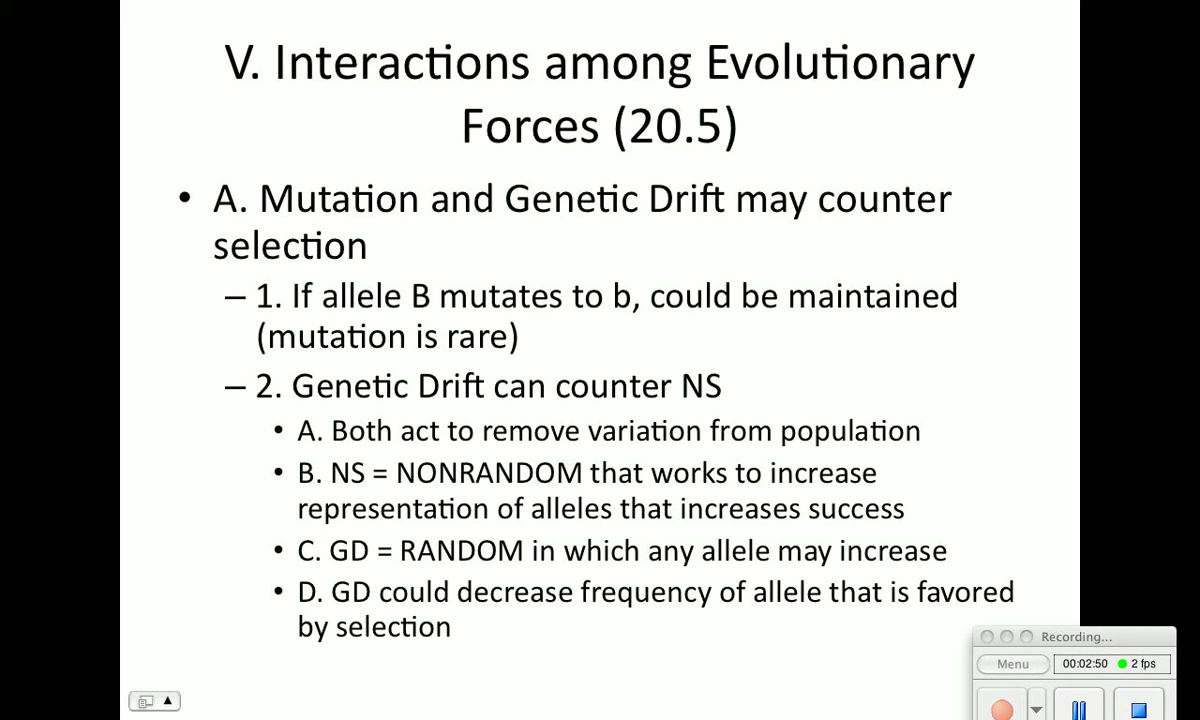 V. Interactions among Evolutionary
Forces (20.5)
• A. Mutation and Genetic Drift may counter
selection
– 1. If allele B mutates to b, could be maintained
(mutation is rare)
– 2. Genetic Drift can counter NS
• A. Both act to remove variation from population
• B. NS = NONRANDOM that works to increase
representation of alleles that increases success
• C. GD = RANDOM in which any allele may increase
• D. GD could decrease frequency of allele that is favored
by selection
Recording...
Menu 00:02:50 2 fps